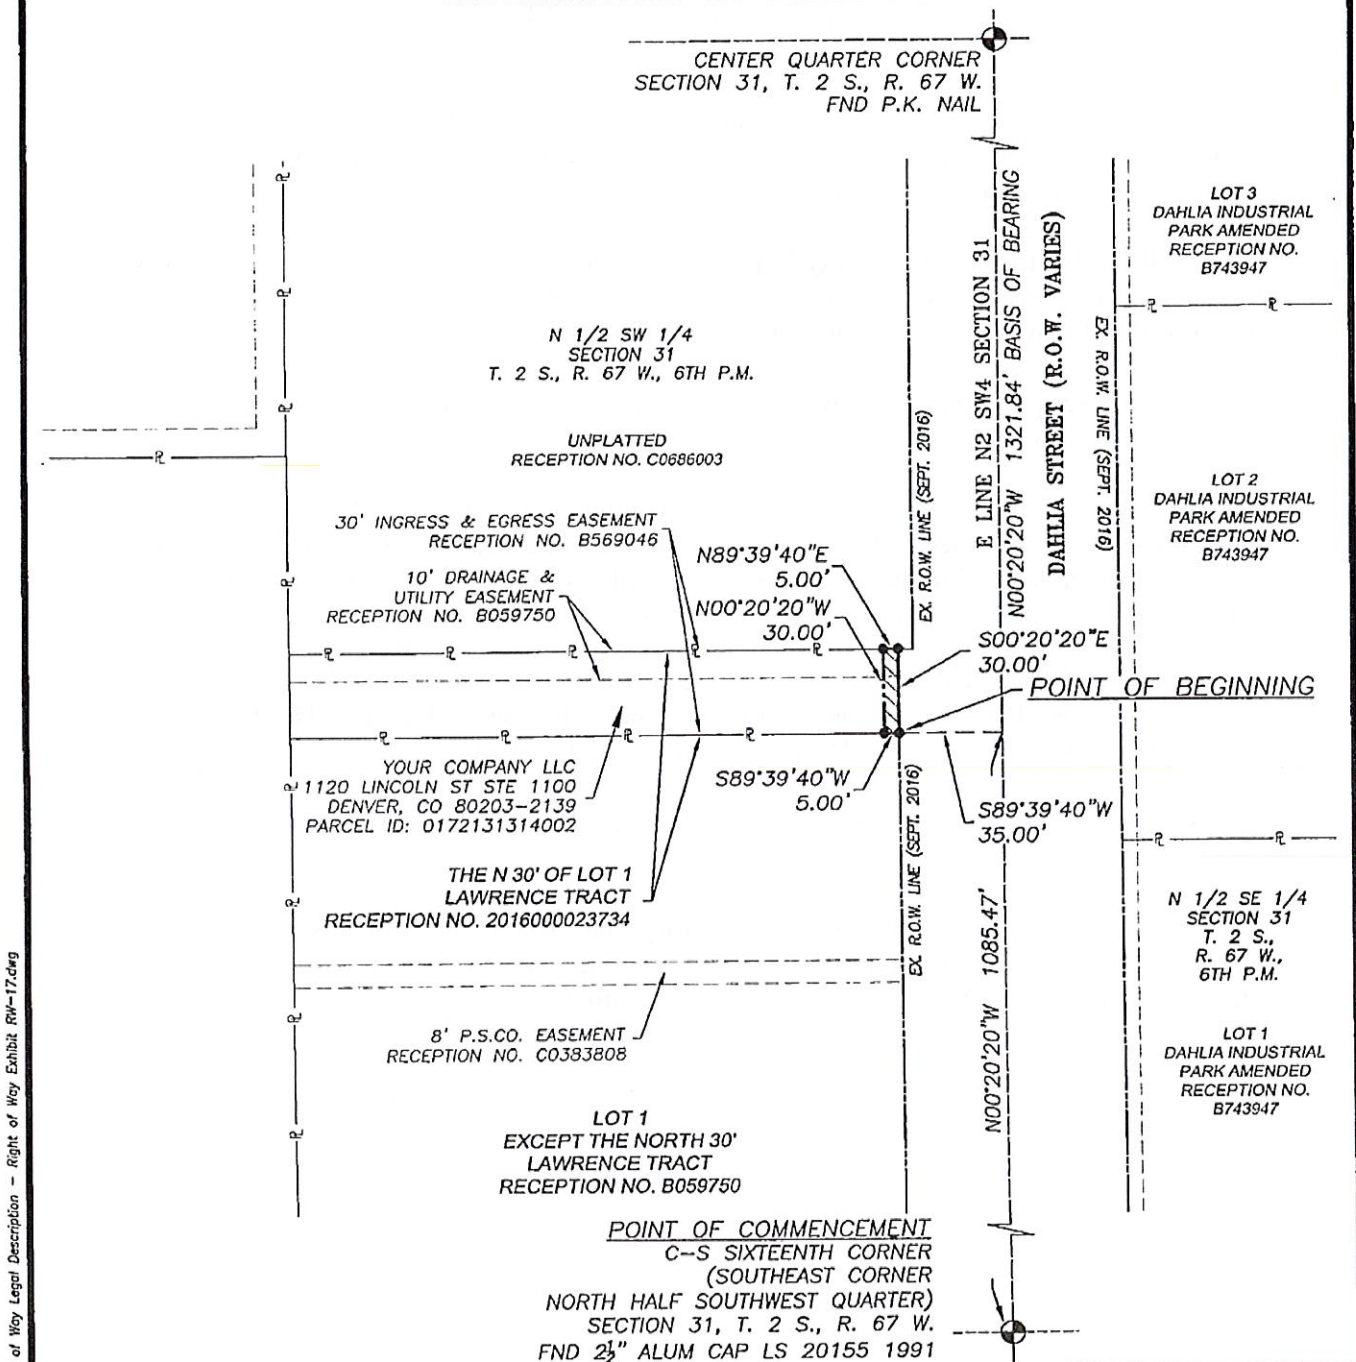 CENTER QUARTER CORNER
SECTION 31, T. 2 S., R. 67 W.
FND P.K. NAIL
E LINE N2 SW4 SECTION 31
N00°20'20"W 1321.84' BASIS OF BEARING
DAHLIA STREET (R.O.W. VARIES)
EX. R.O.W. LINE (SEPT. 2016)
LOT 3
DAHLIA INDUSTRIAL
PARK AMENDED
RECEPTION NO.
B743947
N 1/2 SW 1/4
SECTION 31
T. 2 S., R. 67 W., 6TH P.M.
UNPLATTED
RECEPTION NO. C0686003
EX. R.O.W. LINE (SEPT. 2016)
LOT 2
DAHLIA INDUSTRIAL
PARK AMENDED
RECEPTION NO.
B743947
30' INGRESS & EGRESS EASEMENT
RECEPTION NO. B569046
10' DRAINAGE &
UTILITY EASEMENT
RECEPTION NO. B059750
N89°39'40"E
5.00'
N00°20'20"W
30.00'
S00°20'20"E
30.00'
POINT OF BEGINNING
S89°39'40"W
5.00'
S89°39'40"W
35.00'
YOUR COMPANY LLC
1120 LINCOLN ST STE 1100
DENVER, CO 80203-2139
PARCEL ID: 0172131314002
THE N 30' OF LOT 1
LAWRENCE TRACT
RECEPTION NO. 2016000023734
EX. R.O.W. LINE (SEPT. 2016)
N00°20'20"W 1085.47'
N 1/2 SE 1/4
SECTION 31
T. 2 S.,
R. 67 W.,
6TH P.M.
8' P.S.CO. EASEMENT
RECEPTION NO. C0383808
LOT 1
DAHLIA INDUSTRIAL
PARK AMENDED
RECEPTION NO.
B743947
LOT 1
EXCEPT THE NORTH 30'
LAWRENCE TRACT
RECEPTION NO. B059750
POINT OF COMMENCEMENT
C-S SIXTEENTH CORNER
(SOUTHEAST CORNER
NORTH HALF SOUTHWEST QUARTER)
SECTION 31, T. 2 S., R. 67 W.
FND 2½" ALUM CAP LS 20155 1991
of Way Legal Description - Right of Way Exhibit RW-17.dwg